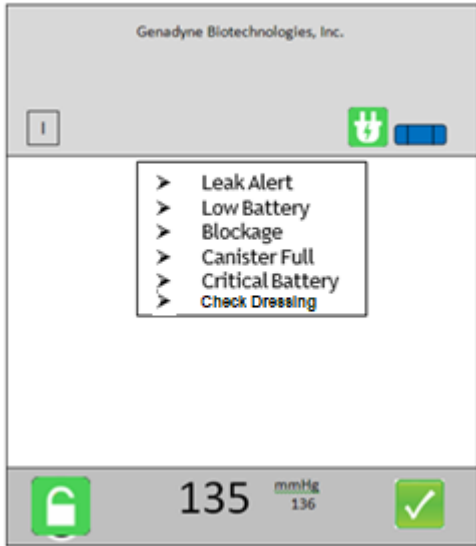 Genadyne Biotechnologies, Inc.
I
➤ Leak Alert
➤ Low Battery
➤ Blockage
➤ Canister Full
➤ Critical Battery
➤ Check Dressing
135 mmHg
136